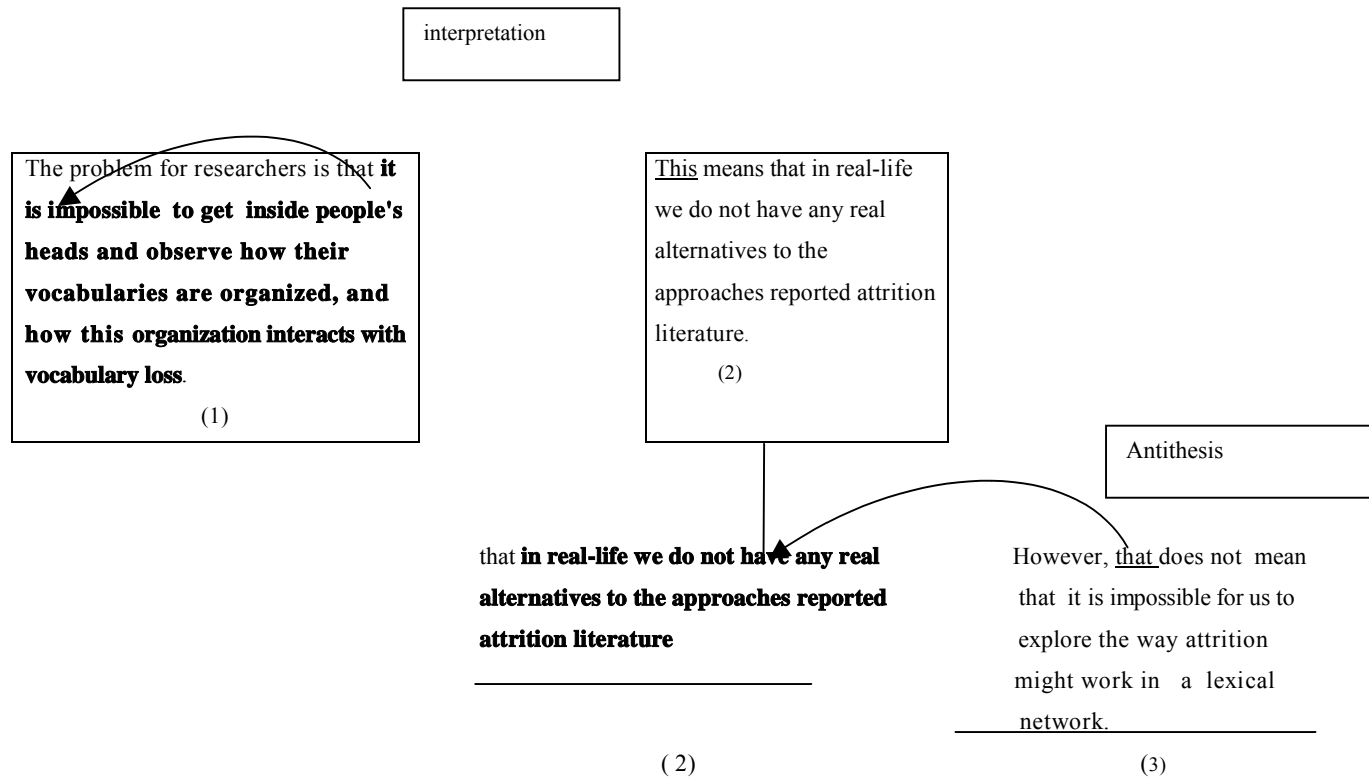 interpretation
The problem for researchers is that it
is impossible to get inside people's
heads and observe how their
vocabularies are organized, and
how this organization interacts with
vocabulary loss.
(1)
This means that in real-life
we do not have any real
alternatives to the
approaches reported attrition
literature.
(2)
Antithesis
that in real-life we do not have any real
alternatives to the approaches reported
attrition literature
( 2)
However, that does not mean
that it is impossible for us to
explore the way attrition
might work in a lexical
network.
(3)